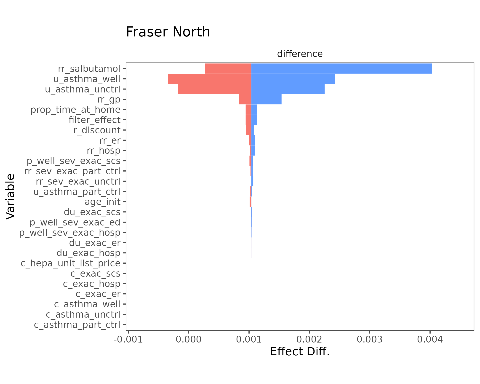 Fraser North
difference
rr_salbutamol
u_asthma_well
u_asthma_unctrl
rr_gp
prop_time_at_home
filter_effect
r_discount
rr_er
rr_hosp
p_well_sev_exac_scs
rr_sev_exac_part_ctrl
rr_sev_exac_unctrl
u_asthma_part_ctrl
age_init
du_exac_scs
p_well_sev_exac_ed
p_well_sev_exac_hosp
du_exac_er
du_exac_hosp
c_hepa_unit_list_price
c_exac_scs
c_exac_hosp
c_exac_er
c_asthma_well
c_asthma_unctrl
c_asthma_part_ctrl
Variable
-0.001 0.000 0.001 0.002 0.003 0.004
Effect Diff.